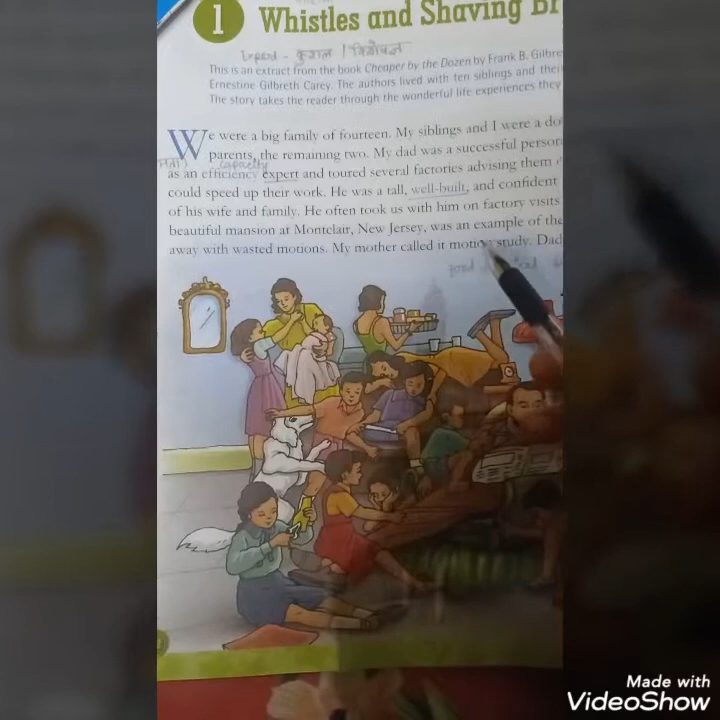 1 Whistles and Shaving Br
Expert - कुशल / विशेषज्ञ
This is an extract from the book Cheaper by the Dozen by Frank B. Gilbre
Ernestine Gilbreth Carey. The authors lived with ten siblings and thei
The story takes the reader through the wonderful life experiences they
We were a big family of fourteen. My siblings and I were a do
parents, the remaining two. My dad was a successful person
capacity
as an efficiency expert and toured several factories advising them
could speed up their work. He was a tall, well-built, and confident
of his wife and family. He often took us with him on factory visits
beautiful mansion at Montclair, New Jersey, was an example of the
away with wasted motions. My mother called it motion study. Dad
Made with
VideoShow